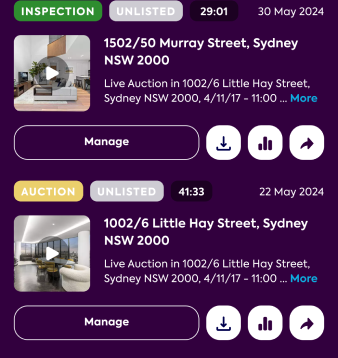 INSPECTION UNLISTED 29:01 30 May 2024
1502/50 Murray Street, Sydney
NSW 2000
Live Auction in 1002/6 Little Hay Street,
Sydney NSW 2000, 4/11/17 - 11:00 ... More
Manage
AUCTION UNLISTED 41:33 22 May 2024
1002/6 Little Hay Street, Sydney
NSW 2000
Live Auction in 1002/6 Little Hay Street,
Sydney NSW 2000, 4/11/17 - 11:00 ... More
Manage